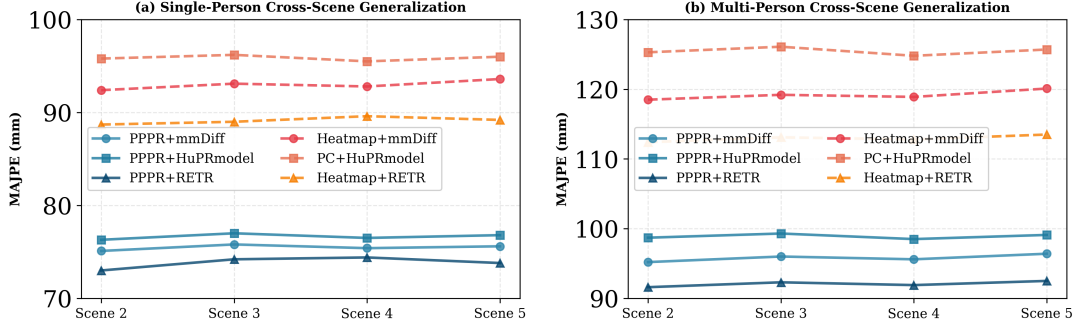 (a) Single-Person Cross-Scene Generalization
100
90
80
70
MAJPE (mm)
PPPR+mmDiff
PPPR+HuPRmodel
PPPR+RETR
Heatmap+mmDiff
PC+HuPRmodel
Heatmap+RETR
Scene 2
Scene 3
Scene 4
Scene 5
(b) Multi-Person Cross-Scene Generalization
130
120
110
100
90
MAJPE (mm)
PPPR+mmDiff
PPPR+HuPRmodel
PPPR+RETR
Heatmap+mmDiff
PC+HuPRmodel
Heatmap+RETR
Scene 2
Scene 3
Scene 4
Scene 5